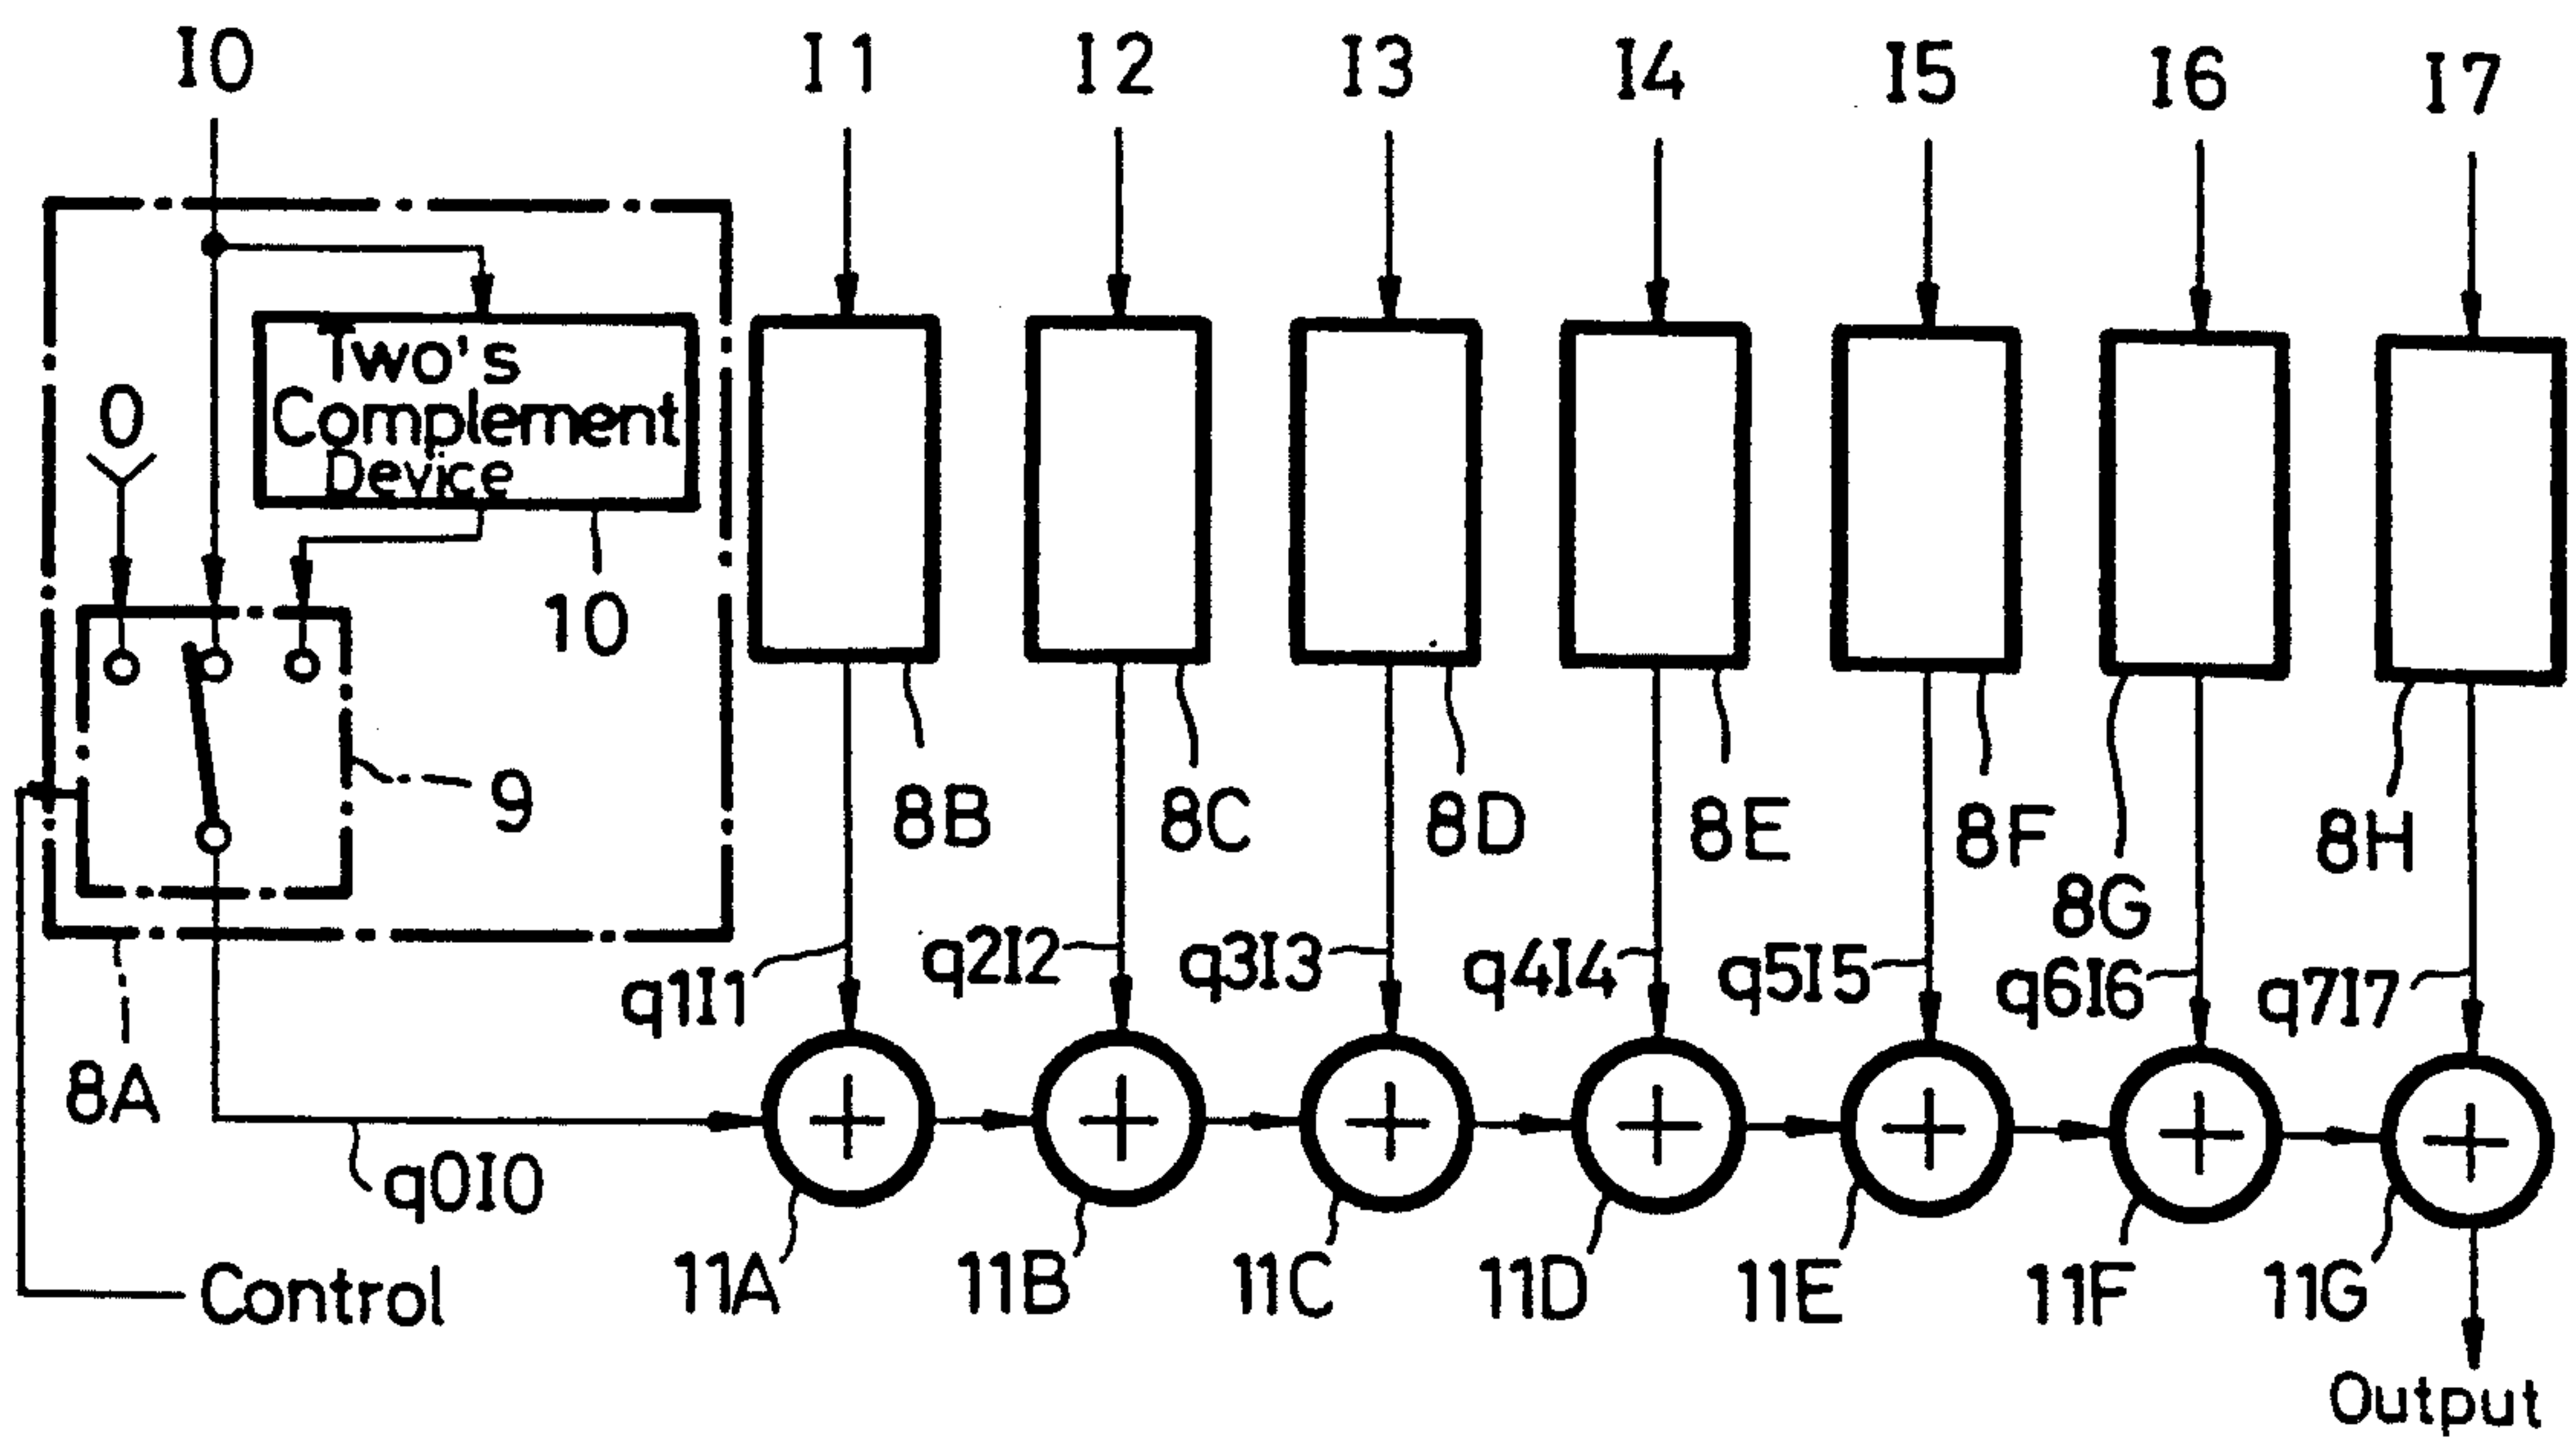 I0 I1 I2 I3 I4 I5 I6 I7
Two's
Complement
Device
0
10
9
8B 8C 8D 8E 8F 8G 8H
q1I1 q2I2 q3I3 q4I4 q5I5 q6I6 q7I7
8A
q0I0
11A 11B 11C 11D 11E 11F 11G
Control
Output